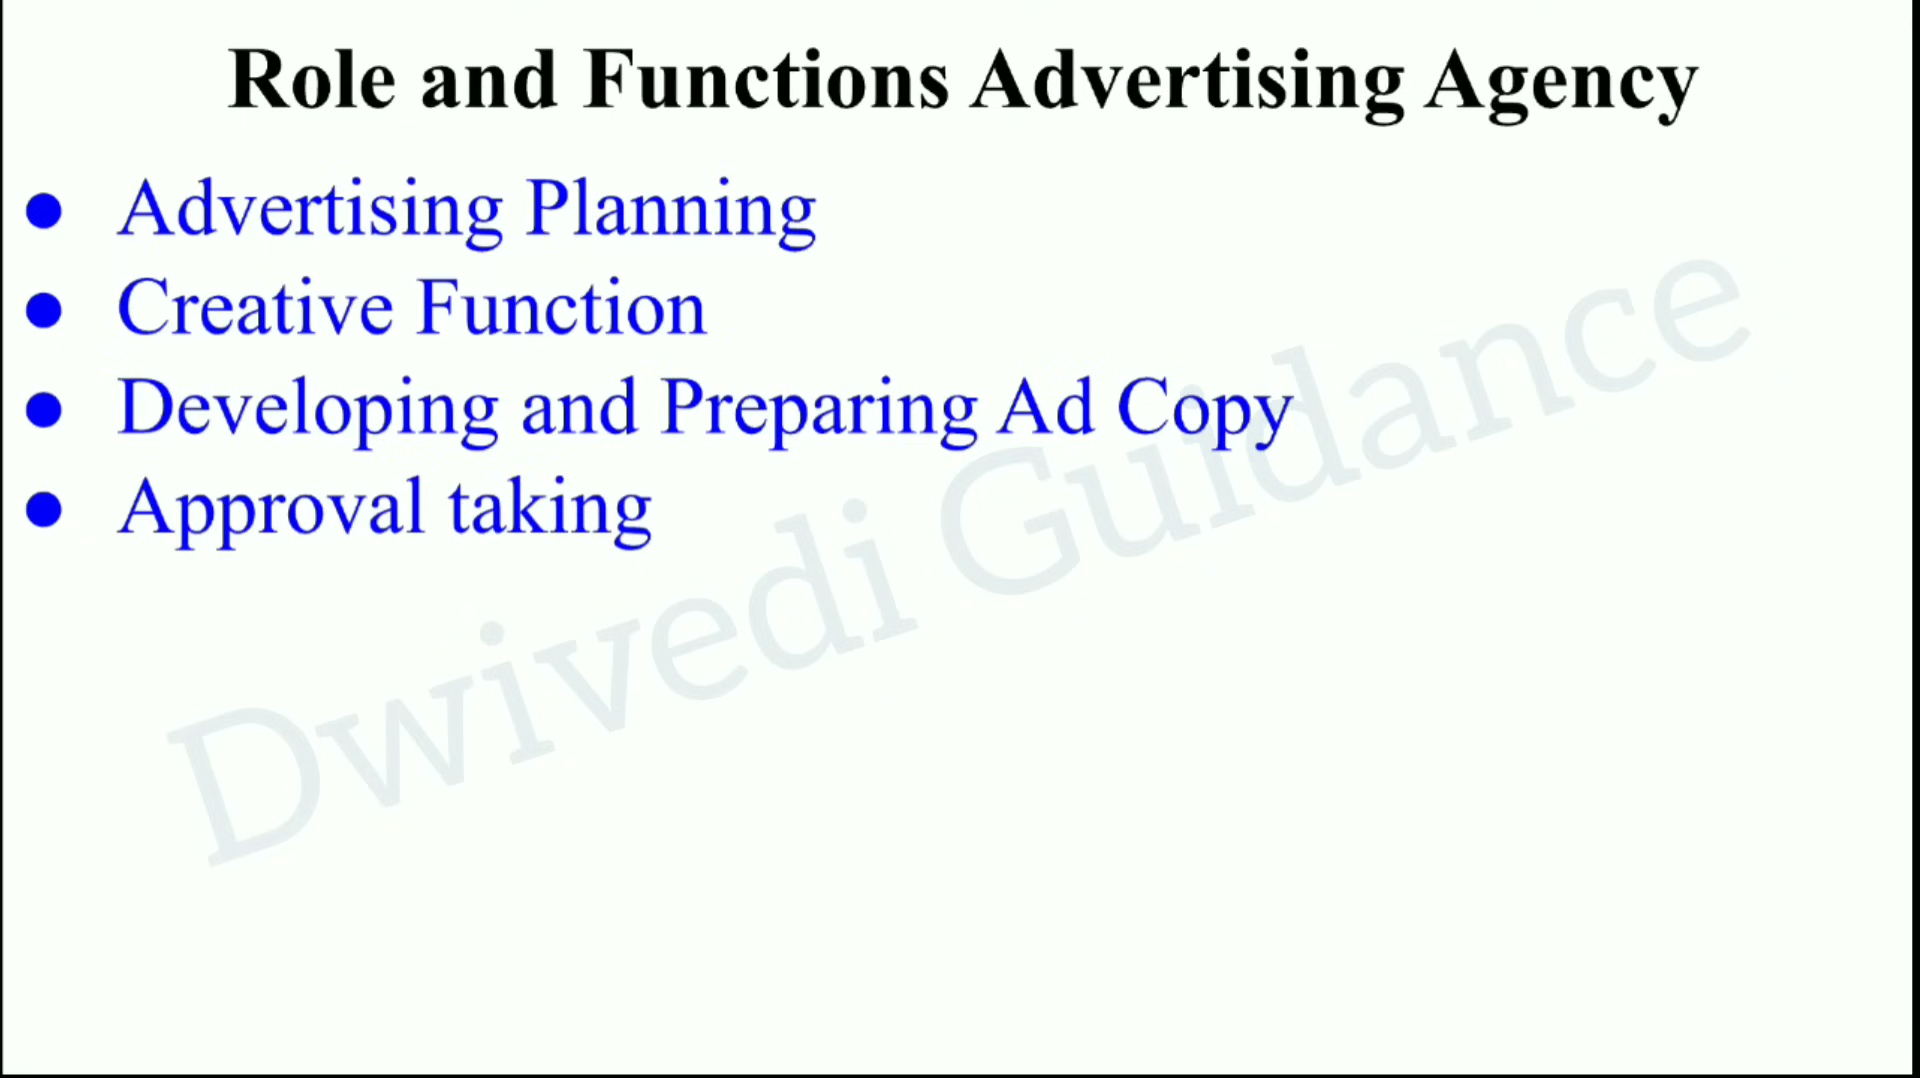 Role and Functions Advertising Agency
● Advertising Planning
● Creative Function
● Developing and Preparing Ad Copy
● Approval taking
Dwivedi Guidance